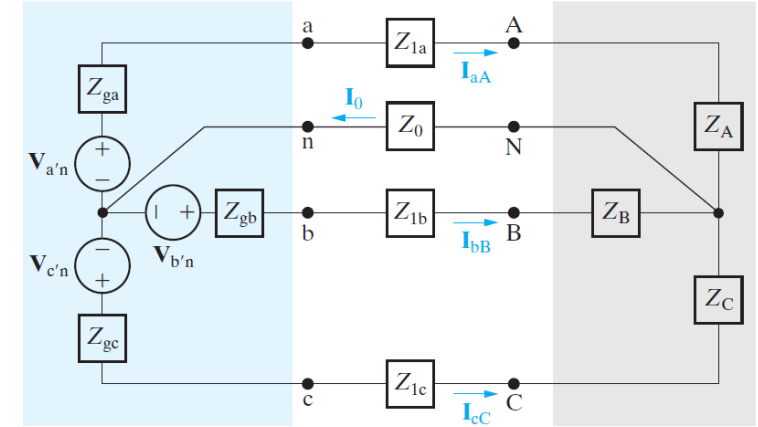 a Z1a A
IaA
Zga
I0
Z0 ZA
n N
Va′n
+
−
− + Zgb Z1b ZB
b B
IbB
Vb′n
Vc′n
−
+
ZC
Zgc
Z1c
c C
IcC